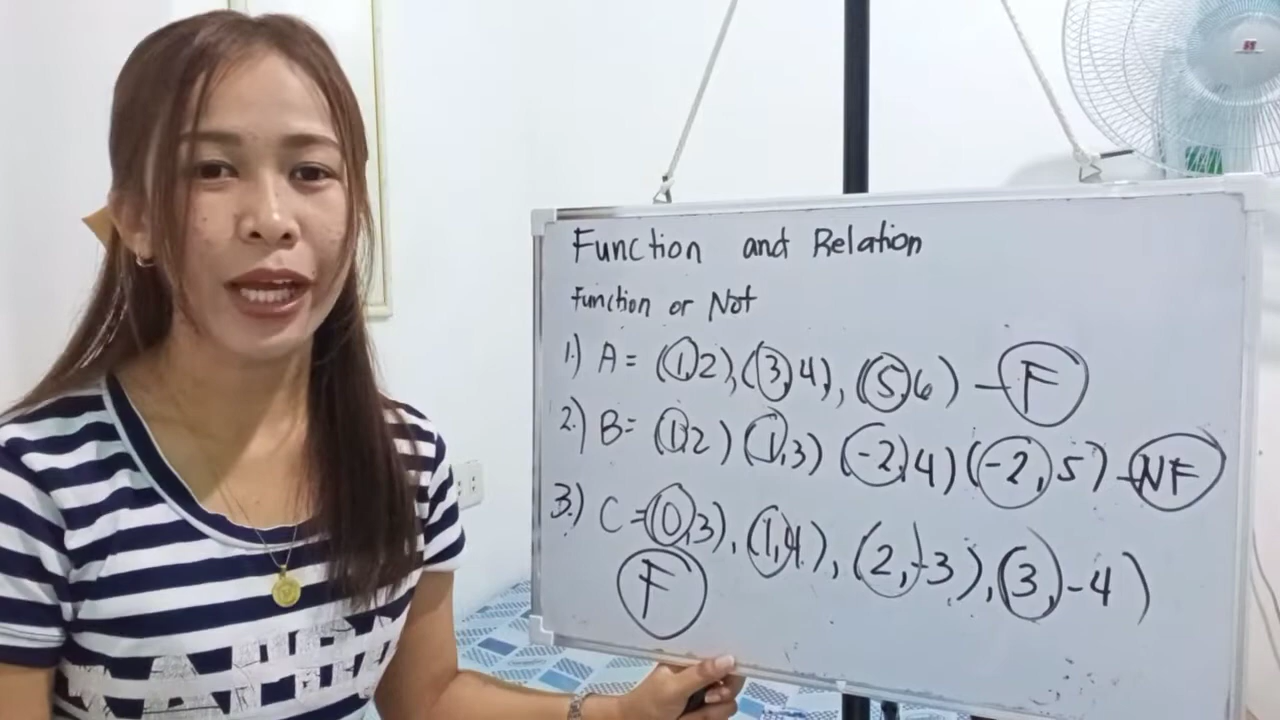 Function and Relation
Function or Not
1.) A = (1,2), (3,4), (5,6) - F
2.) B = (1,2) (1,3) (-2,4) (-2,5) - NF
3.) C = (0,3), (1,4), (2,-3), (3,-4)
F